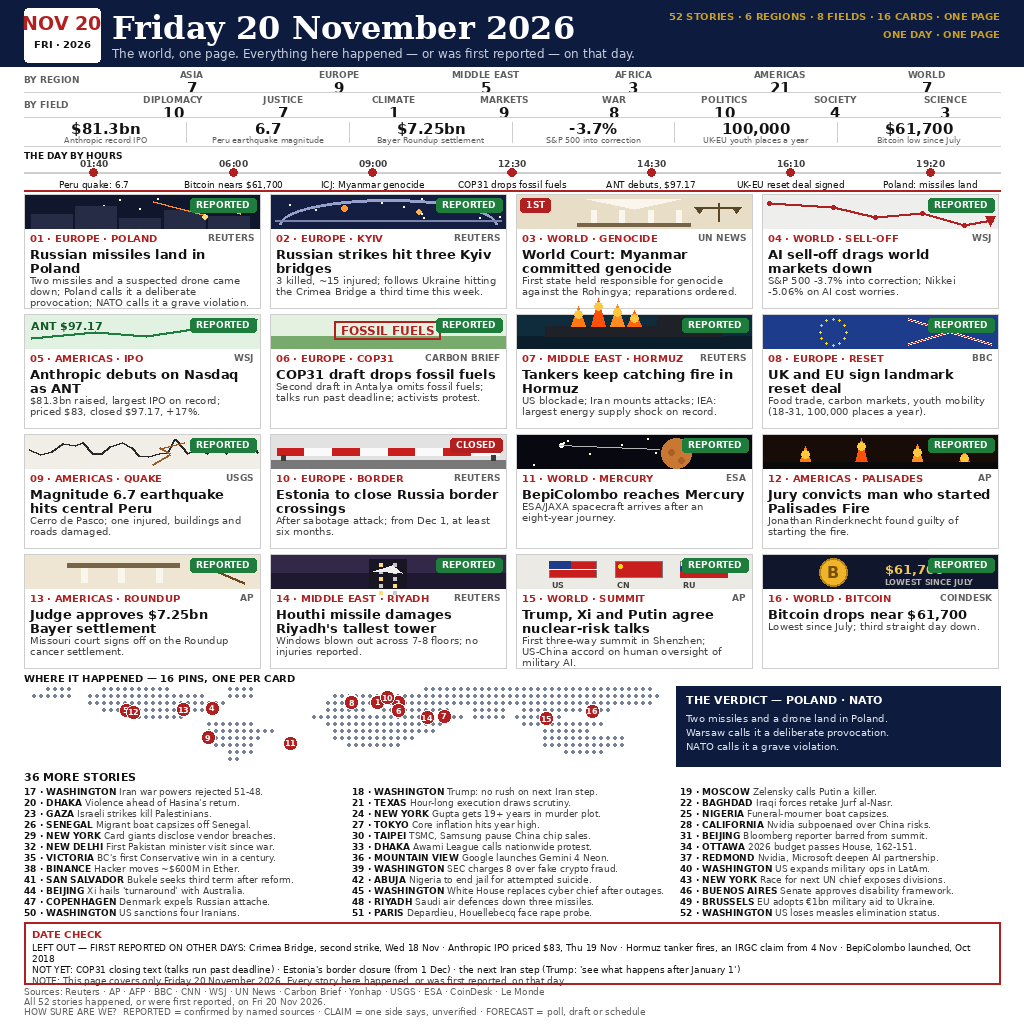 NOV 20
FRI · 2026
Friday 20 November 2026
The world, one page. Everything here happened — or was first reported — on that day.
52 STORIES · 6 REGIONS · 8 FIELDS · 16 CARDS · ONE PAGE
ONE DAY · ONE PAGE
BY REGION
ASIA EUROPE MIDDLE EAST AFRICA AMERICAS WORLD
7 9 5 3 21 7
BY FIELD
DIPLOMACY JUSTICE CLIMATE MARKETS WAR POLITICS SOCIETY SCIENCE
10 7 1 9 8 10 4 3
$81.3bn 6.7 $7.25bn -3.7% 100,000 $61,700
Anthropic record IPO Peru earthquake magnitude Bayer Roundup settlement S&P 500 into correction UK-EU youth places a year Bitcoin low since July
THE DAY BY HOURS
01:40 06:00 09:00 12:30 14:30 16:10 19:20
Peru quake: 6.7 Bitcoin nears $61,700 ICJ: Myanmar genocide COP31 drops fossil fuels ANT debuts, $97.17 UK-EU reset deal signed Poland: missiles land
REPORTED
01 · EUROPE · POLAND REUTERS
Russian missiles land in
Poland
Two missiles and a suspected drone came
down; Poland calls it a deliberate
provocation; NATO calls it a grave violation.
REPORTED
02 · EUROPE · KYIV REUTERS
Russian strikes hit three Kyiv
bridges
3 killed, ~15 injured; follows Ukraine hitting
the Crimea Bridge a third time this week.
1ST
03 · WORLD · GENOCIDE UN NEWS
World Court: Myanmar
committed genocide
First state held responsible for genocide
against the Rohingya; reparations ordered.
REPORTED
04 · WORLD · SELL-OFF WSJ
AI sell-off drags world
markets down
S&P 500 -3.7% into correction; Nikkei
-5.06% on AI cost worries.
ANT $97.17 REPORTED
05 · AMERICAS · IPO WSJ
Anthropic debuts on Nasdaq
as ANT
$81.3bn raised, largest IPO on record;
priced $83, closed $97.17, +17%.
FOSSIL FUELS REPORTED
06 · EUROPE · COP31 CARBON BRIEF
COP31 draft drops fossil fuels
Second draft in Antalya omits fossil fuels;
talks run past deadline; activists protest.
REPORTED
07 · MIDDLE EAST · HORMUZ REUTERS
Tankers keep catching fire in
Hormuz
US blockade; Iran mounts attacks; IEA:
largest energy supply shock on record.
REPORTED
08 · EUROPE · RESET BBC
UK and EU sign landmark
reset deal
Food trade, carbon markets, youth mobility
(18-31, 100,000 places a year).
REPORTED
09 · AMERICAS · QUAKE USGS
Magnitude 6.7 earthquake
hits central Peru
Cerro de Pasco; one injured, buildings and
roads damaged.
CLOSED
10 · EUROPE · BORDER REUTERS
Estonia to close Russia border
crossings
After sabotage attack; from Dec 1, at least
six months.
REPORTED
11 · WORLD · MERCURY ESA
BepiColombo reaches Mercury
ESA/JAXA spacecraft arrives after an
eight-year journey.
REPORTED
12 · AMERICAS · PALISADES AP
Jury convicts man who started
Palisades Fire
Jonathan Rinderknecht found guilty of
starting the fire.
REPORTED
13 · AMERICAS · ROUNDUP AP
Judge approves $7.25bn
Bayer settlement
Missouri court signs off on the Roundup
cancer settlement.
REPORTED
14 · MIDDLE EAST · RIYADH REUTERS
Houthi missile damages
Riyadh's tallest tower
Windows blown out across 7-8 floors; no
injuries reported.
REPORTED
US CN RU
15 · WORLD · SUMMIT AP
Trump, Xi and Putin agree
nuclear-risk talks
First three-way summit in Shenzhen;
US-China accord on human oversight of
military AI.
B $61,7 REPORTED
LOWEST SINCE JULY
16 · WORLD · BITCOIN COINDESK
Bitcoin drops near $61,700
Lowest since July; third straight day down.
WHERE IT HAPPENED — 16 PINS, ONE PER CARD
12 13 4 8 10 6 14 7 15 16 9 11
THE VERDICT — POLAND · NATO
Two missiles and a drone land in Poland.
Warsaw calls it a deliberate provocation.
NATO calls it a grave violation.
36 MORE STORIES
17 · WASHINGTON Iran war powers rejected 51-48.
18 · WASHINGTON Trump: no rush on next Iran step.
19 · MOSCOW Zelensky calls Putin a killer.
20 · DHAKA Violence ahead of Hasina's return.
21 · TEXAS Hour-long execution draws scrutiny.
22 · BAGHDAD Iraqi forces retake Jurf al-Nasr.
23 · GAZA Israeli strikes kill Palestinians.
24 · NEW YORK Gupta gets 19+ years in murder plot.
25 · NIGERIA Funeral-mourner boat capsizes.
26 · SENEGAL Migrant boat capsizes off Senegal.
27 · TOKYO Core inflation hits year high.
28 · CALIFORNIA Nvidia subpoenaed over China risks.
29 · NEW YORK Card giants disclose vendor breaches.
30 · TAIPEI TSMC, Samsung pause China chip sales.
31 · BEIJING Bloomberg reporter barred from summit.
32 · NEW DELHI First Pakistan minister visit since war.
33 · DHAKA Awami League calls nationwide protest.
34 · OTTAWA 2026 budget passes House, 162-151.
35 · VICTORIA BC's first Conservative win in a century.
36 · MOUNTAIN VIEW Google launches Gemini 4 Neon.
37 · REDMOND Nvidia, Microsoft deepen AI partnership.
38 · BINANCE Hacker moves ~$600M in Ether.
39 · WASHINGTON SEC charges 8 over fake crypto fraud.
40 · WASHINGTON US expands military ops in LatAm.
41 · SAN SALVADOR Bukele seeks third term after reform.
42 · ABUJA Nigeria to end jail for attempted suicide.
43 · NEW YORK Race for next UN chief exposes divisions.
44 · BEIJING Xi hails ‘turnaround’ with Australia.
45 · WASHINGTON White House replaces cyber chief after outages.
46 · BUENOS AIRES Senate approves disability framework.
47 · COPENHAGEN Denmark expels Russian attache.
48 · RIYADH Saudi air defences down three missiles.
49 · BRUSSELS EU adopts €1bn military aid to Ukraine.
50 · WASHINGTON US sanctions four Iranians.
51 · PARIS Depardieu, Houellebecq face rape probe.
52 · WASHINGTON US loses measles elimination status.
DATE CHECK
LEFT OUT — FIRST REPORTED ON OTHER DAYS: Crimea Bridge, second strike, Wed 18 Nov · Anthropic IPO priced $83, Thu 19 Nov · Hormuz tanker fires, an IRGC claim from 4 Nov · BepiColombo launched, Oct
2018
NOT YET: COP31 closing text (talks run past deadline) · Estonia's border closure (from 1 Dec) · the next Iran step (Trump: ‘see what happens after January 1’)
NOTE: This page covers only Friday 20 November 2026. Every story here happened, or was first reported, on that day.
Sources: Reuters · AP · AFP · BBC · CNN · WSJ · UN News · Carbon Brief · Yonhap · USGS · ESA · CoinDesk · Le Monde
All 52 stories happened, or were first reported, on Fri 20 Nov 2026.
HOW SURE ARE WE? REPORTED = confirmed by named sources · CLAIM = one side says, unverified · FORECAST = poll, draft or schedule